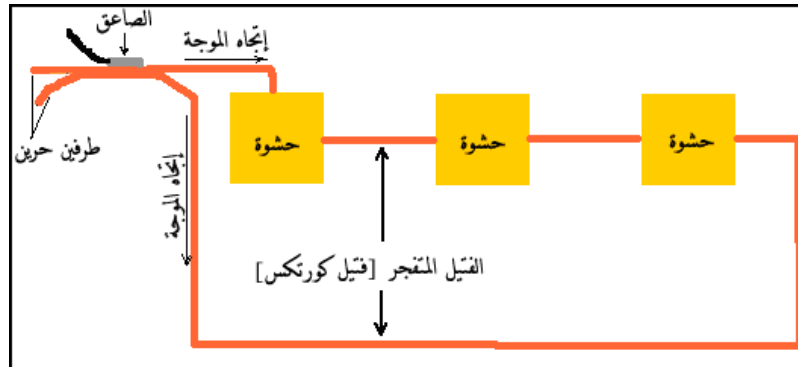 الصاعق
إتجاه الموجة
طرفين حرين
إتجاه الموجة
حشوة
حشوة
حشوة
الفتيل المتفجر [فتيل كورتكس]